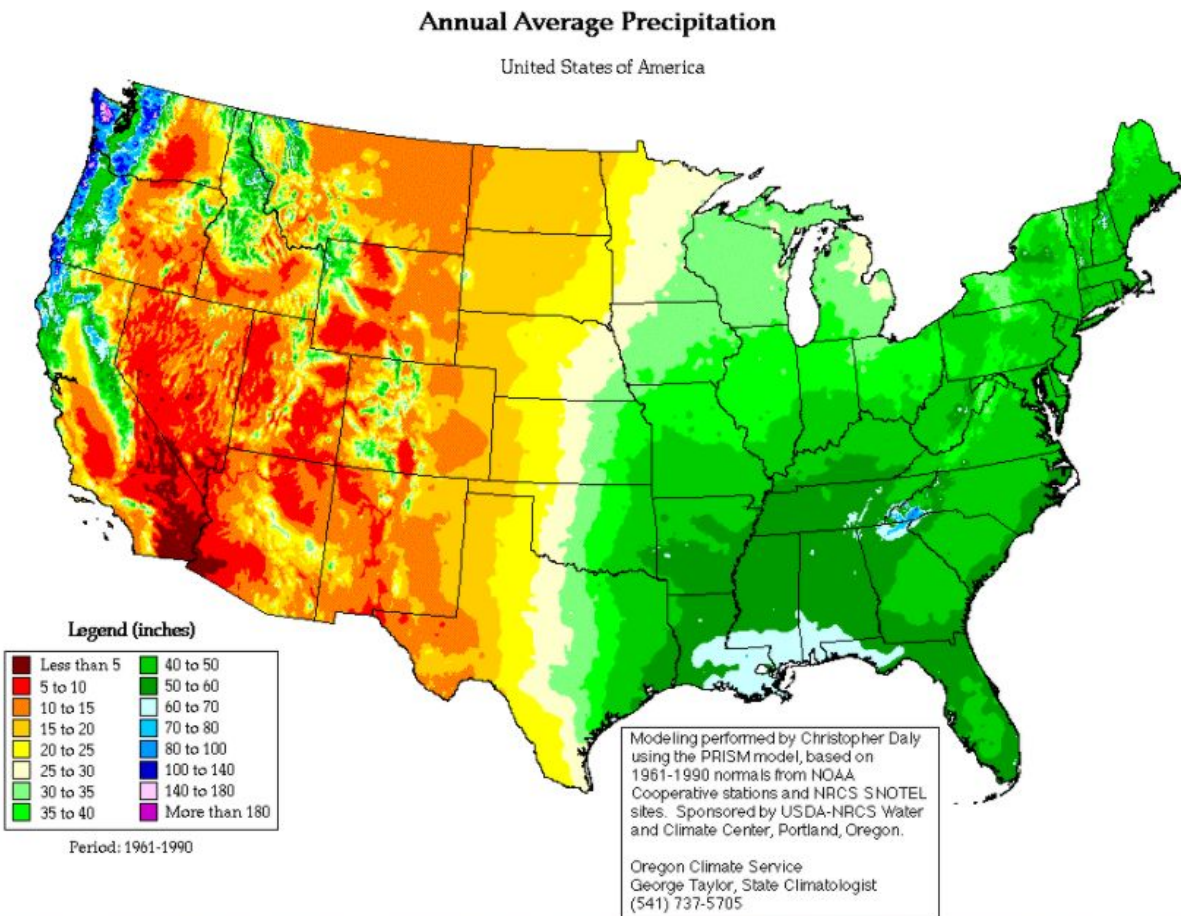 Annual Average Precipitation
United States of America
Legend (inches)
Less than 5
5 to 10
10 to 15
15 to 20
20 to 25
25 to 30
30 to 35
35 to 40
40 to 50
50 to 60
60 to 70
70 to 80
80 to 100
100 to 140
140 to 180
More than 180
Period: 1961-1990
Modeling performed by Christopher Daly
using the PRISM model, based on
1961-1990 normals from NOAA
Cooperative stations and NRCS SNOTEL
sites. Sponsored by USDA-NRCS Water
and Climate Center, Portland, Oregon.
Oregon Climate Service
George Taylor, State Climatologist
(541) 737-5705